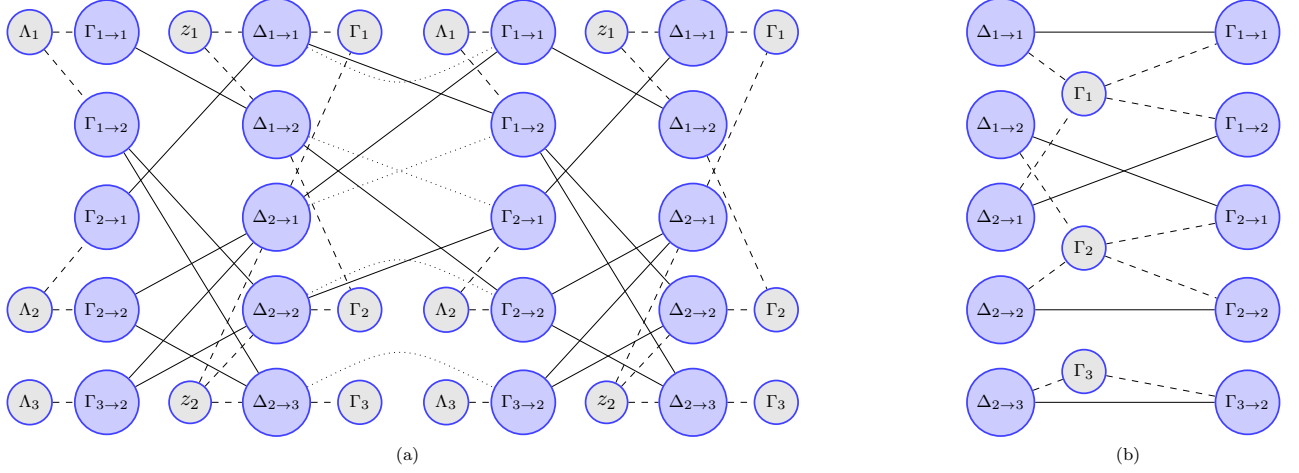 Λ₁ Γ₁→₁ z₁ Δ₁→₁ Γ₁ Λ₁ Γ₁→₁ z₁ Δ₁→₁ Γ₁
Γ₁→₂ Δ₁→₂ Γ₁→₂ Δ₁→₂
Γ₂→₁ Δ₂→₁ Γ₂→₁ Δ₂→₁
Λ₂ Γ₂→₂ Δ₂→₂ Γ₂ Λ₂ Γ₂→₂ Δ₂→₂ Γ₂
Λ₃ Γ₃→₂ z₂ Δ₂→₃ Γ₃ Λ₃ Γ₃→₂ z₂ Δ₂→₃ Γ₃
(a)
Δ₁→₁ Γ₁→₁
Γ₁
Δ₁→₂ Γ₁→₂
Δ₂→₁ Γ₂→₁
Γ₂
Δ₂→₂ Γ₂→₂
Γ₃
Δ₂→₃ Γ₃→₂
(b)